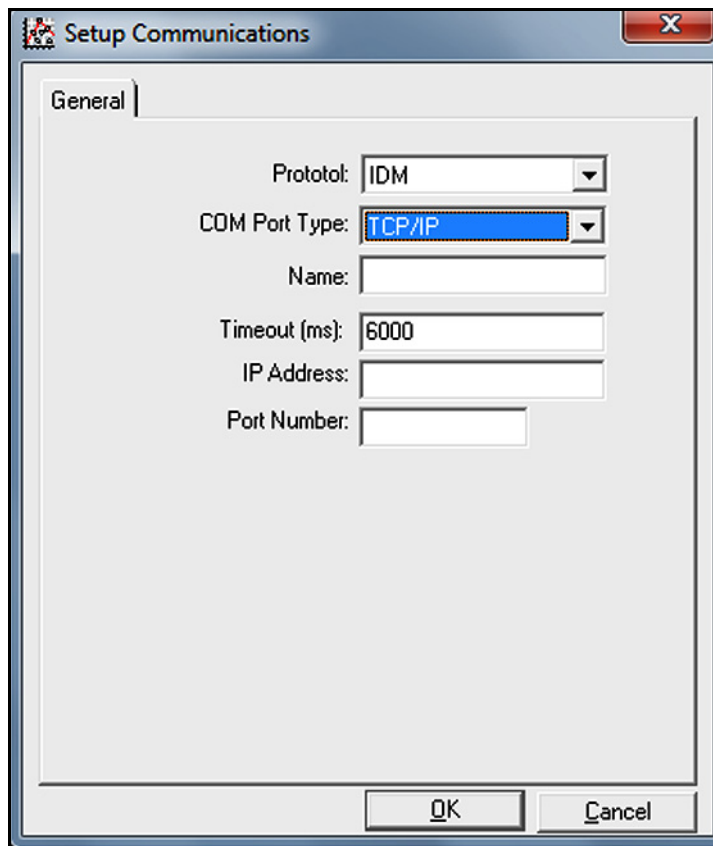 Setup Communications
General
Prototol: IDM
COM Port Type: TCP/IP
Name:
Timeout (ms): 6000
IP Address:
Port Number:
OK Cancel